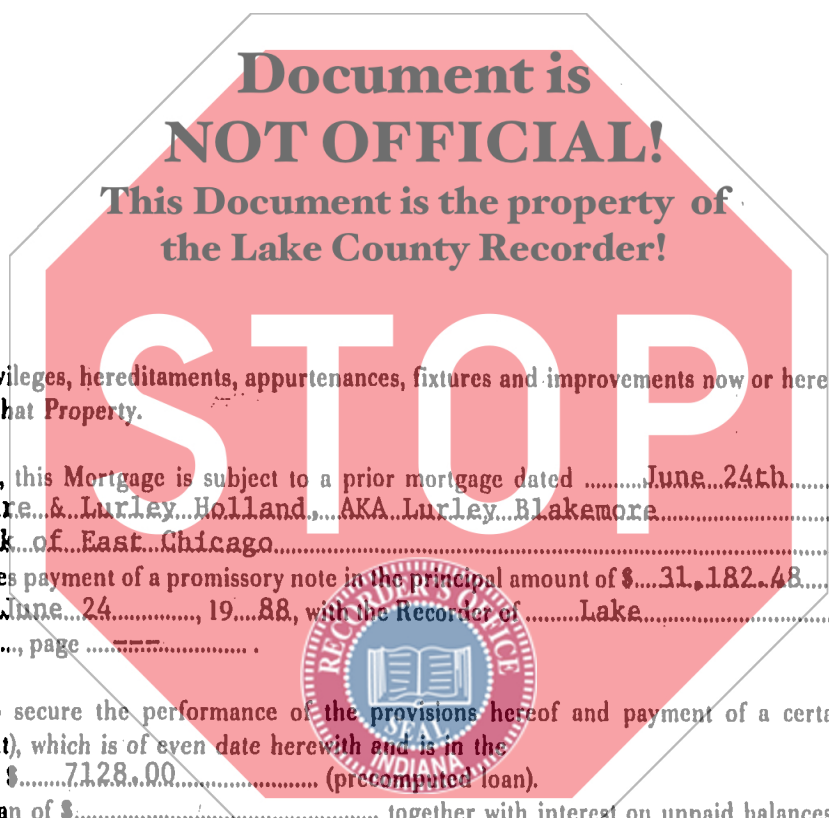 Document is
NOT OFFICIAL!
This Document is the property of
the Lake County Recorder!
STOP
vileges, hereditaments, appurtenances, fixtures and improvements now or here
hat Property.
, this Mortgage is subject to a prior mortgage dated ........June 24th......
re & Lurley Holland, AKA Lurley Blakemore
k of East Chicago
es payment of a promissory note in the principal amount of $....31,182.48
June 24............, 19...88, with the Recorder of ........Lake
..., page ....---.............. .
secure the performance of the provisions hereof and payment of a certa
t), which is of even date herewith and is in the
$.......7128.00...................... (precomputed loan).
an of $................................................ together with interest on unpaid balances
RECORDER'S OFFICE
SEAL
INDIANA